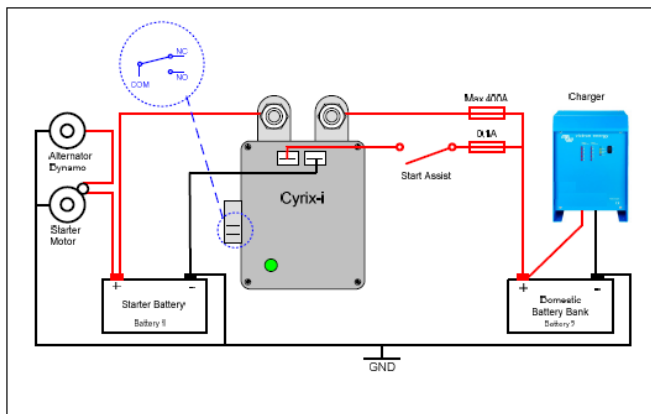 NC
NO
COM
Max 400A
Charger
0.1A
Alternator
Dynamo
Start Assist
Cyrix-i
Starter
Motor
+
-
Starter Battery
Battery 1
+
-
Domestic
Battery Bank
Battery 2
GND